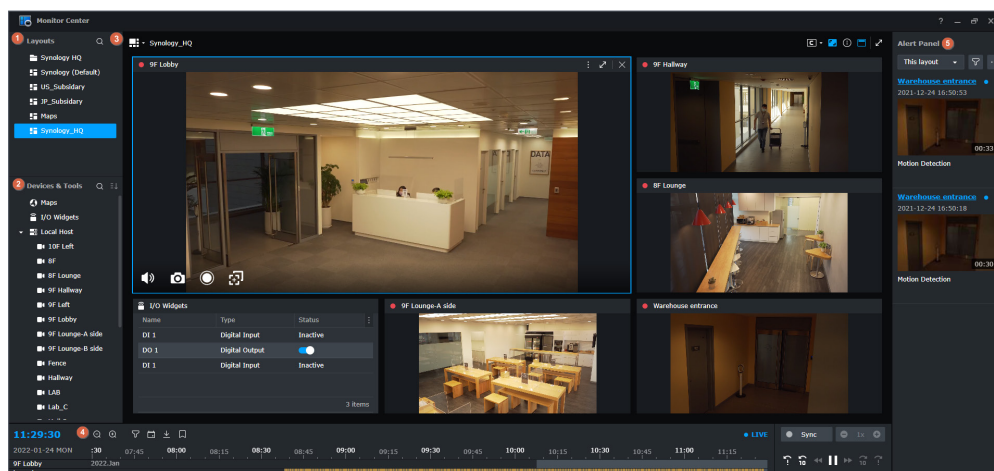 Monitor Center
1 Layouts
Synology HQ
Synology (Default)
US_Subsidary
JP_Subsidary
Maps
Synology_HQ
2 Devices & Tools
Maps
I/O Widgets
Local Host
10F Left
8F
8F Lounge
9F Hallway
9F Left
9F Lobby
9F Lounge-A side
9F Lounge-B side
Fence
Hallway
LAB
Lab_C
3 Synology_HQ
9F Lobby
DATA
9F Hallway
8F Lounge
I/O Widgets
Name Type Status
DI 1 Digital Input Inactive
DO 1 Digital Output
DI 1 Digital Input Inactive
3 items
9F Lounge-A side
Warehouse entrance
Alert Panel 5
This layout
Warehouse entrance
2021-12-24 16:50:53
00:33
Motion Detection
Warehouse entrance
2021-12-24 16:50:18
00:30
Motion Detection
11:29:30 4
LIVE
Sync 1x
2022-01-24 MON :30 07:45 08:00 08:15 08:30 08:45 09:00 09:15 09:30 09:45 10:00 10:15 10:30 10:45 11:00 11:15
9F Lobby 2022.Jan
10 10